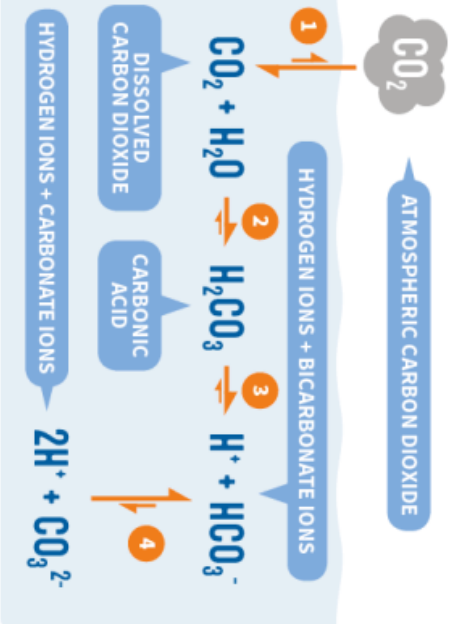 CO₂
ATMOSPHERIC CARBON DIOXIDE
1
HYDROGEN IONS + BICARBONATE IONS
2
3
CO₂ + H₂O
H₂CO₃
H⁺ + HCO₃⁻
DISSOLVED
CARBON DIOXIDE
CARBONIC
ACID
4
HYDROGEN IONS + CARBONATE IONS
2H⁺ + CO₃²⁻